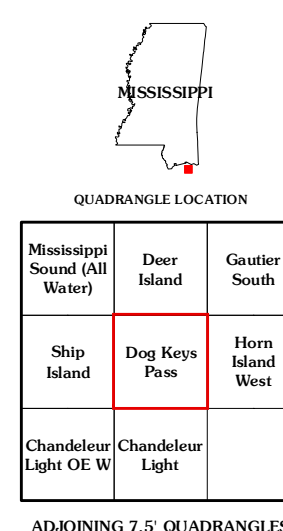 MISSISSIPPI
QUADRANGLE LOCATION
Mississippi
Sound (All
Water)
Deer
Island
Gautier
South
Ship
Island
Dog Keys
Pass
Horn
Island
West
Chandeleur
Light OE W
Chandeleur
Light
ADJOINING 7.5' QUADRANGLES